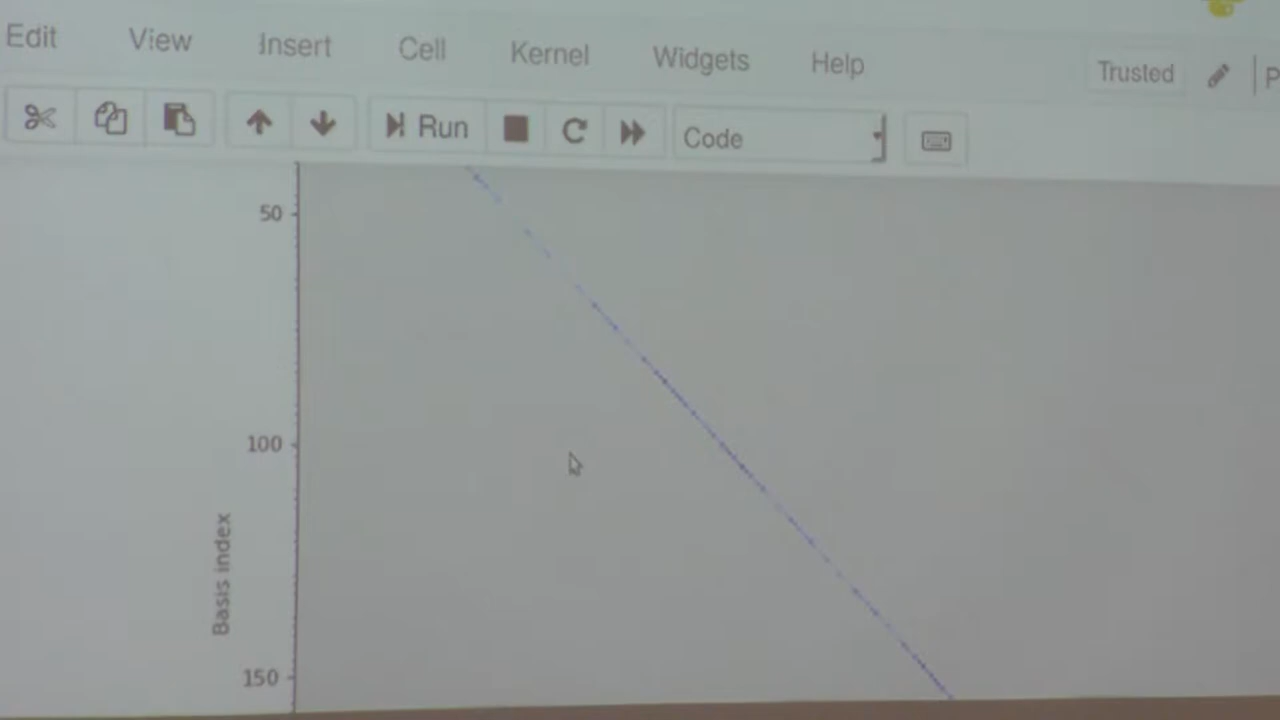 Edit View Insert Cell Kernel Widgets Help Trusted
Run Code
50
100
Basis index
150